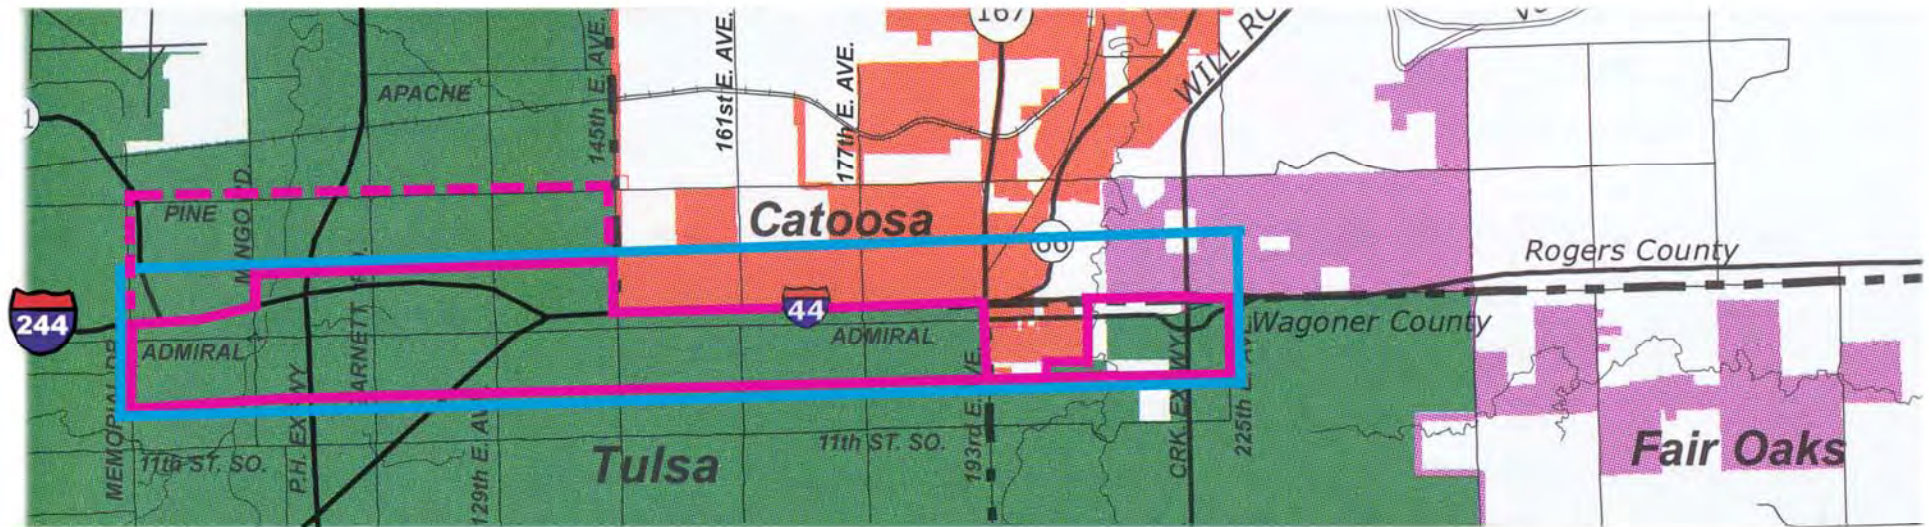 167
WILL RO
APACHE
145th E. AVE.
161st E. AVE.
177th E. AVE.
1
PINE
MINGO RD.
Catoosa
66
Rogers County
244
44
ADMIRAL
ADMIRAL
Wagoner County
MEMORIAL DR.
P.H. EXPWY
GARNETT RD.
129th E. AVE.
193rd E. AVE.
CRK. EXPWY
225th E. AVE.
11th ST. SO.
11th ST. SO.
Tulsa
Fair Oaks